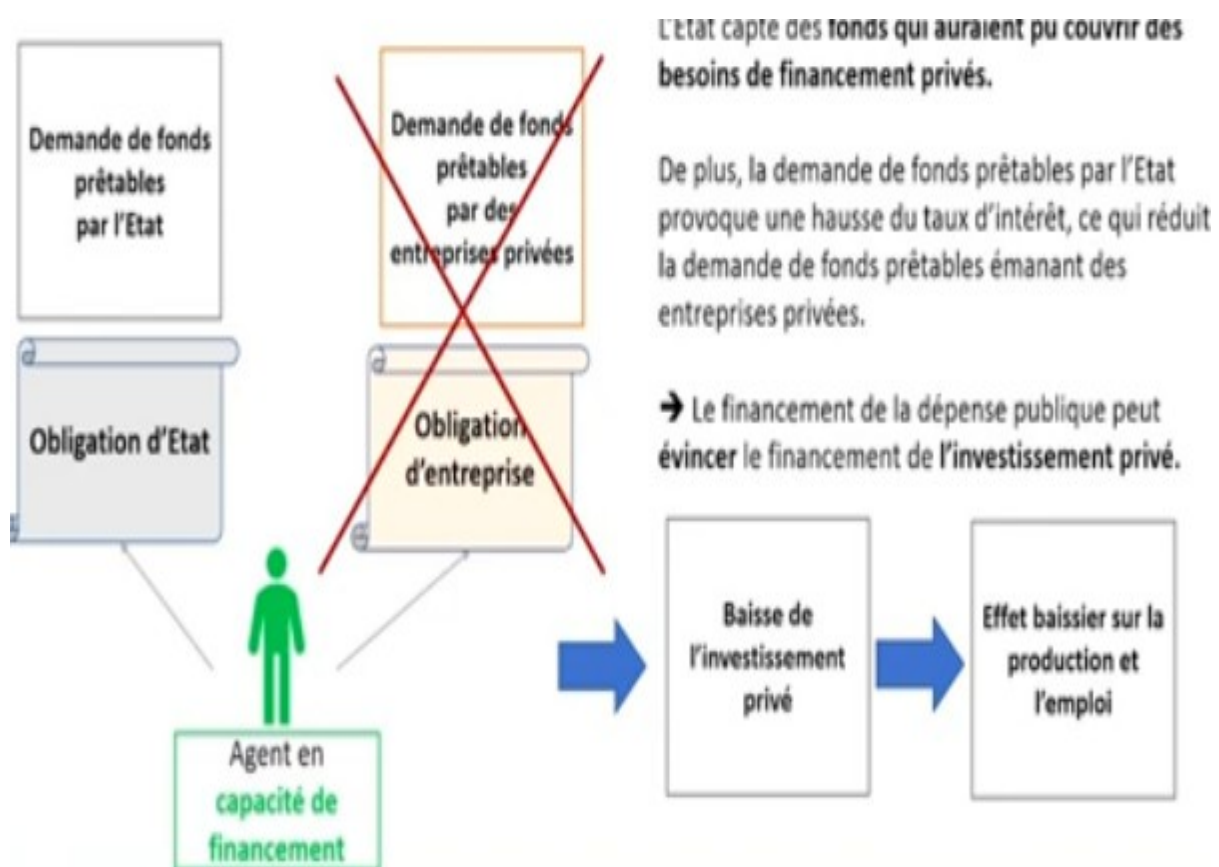 Demande de fonds
prêtables
par l'Etat
Demande de fonds
prêtables
par des
entreprises privées
Obligation d'Etat
Obligation
d'entreprise
Agent en
capacité de
financement
L'Etat capte des fonds qui auraient pu couvrir des
besoins de financement privés.
De plus, la demande de fonds prêtables par l'Etat
provoque une hausse du taux d'intérêt, ce qui réduit
la demande de fonds prêtables émanant des
entreprises privées.
➔ Le financement de la dépense publique peut
évincer le financement de l'investissement privé.
Baisse de
l'investissement
privé
Effet baissier sur la
production et
l'emploi